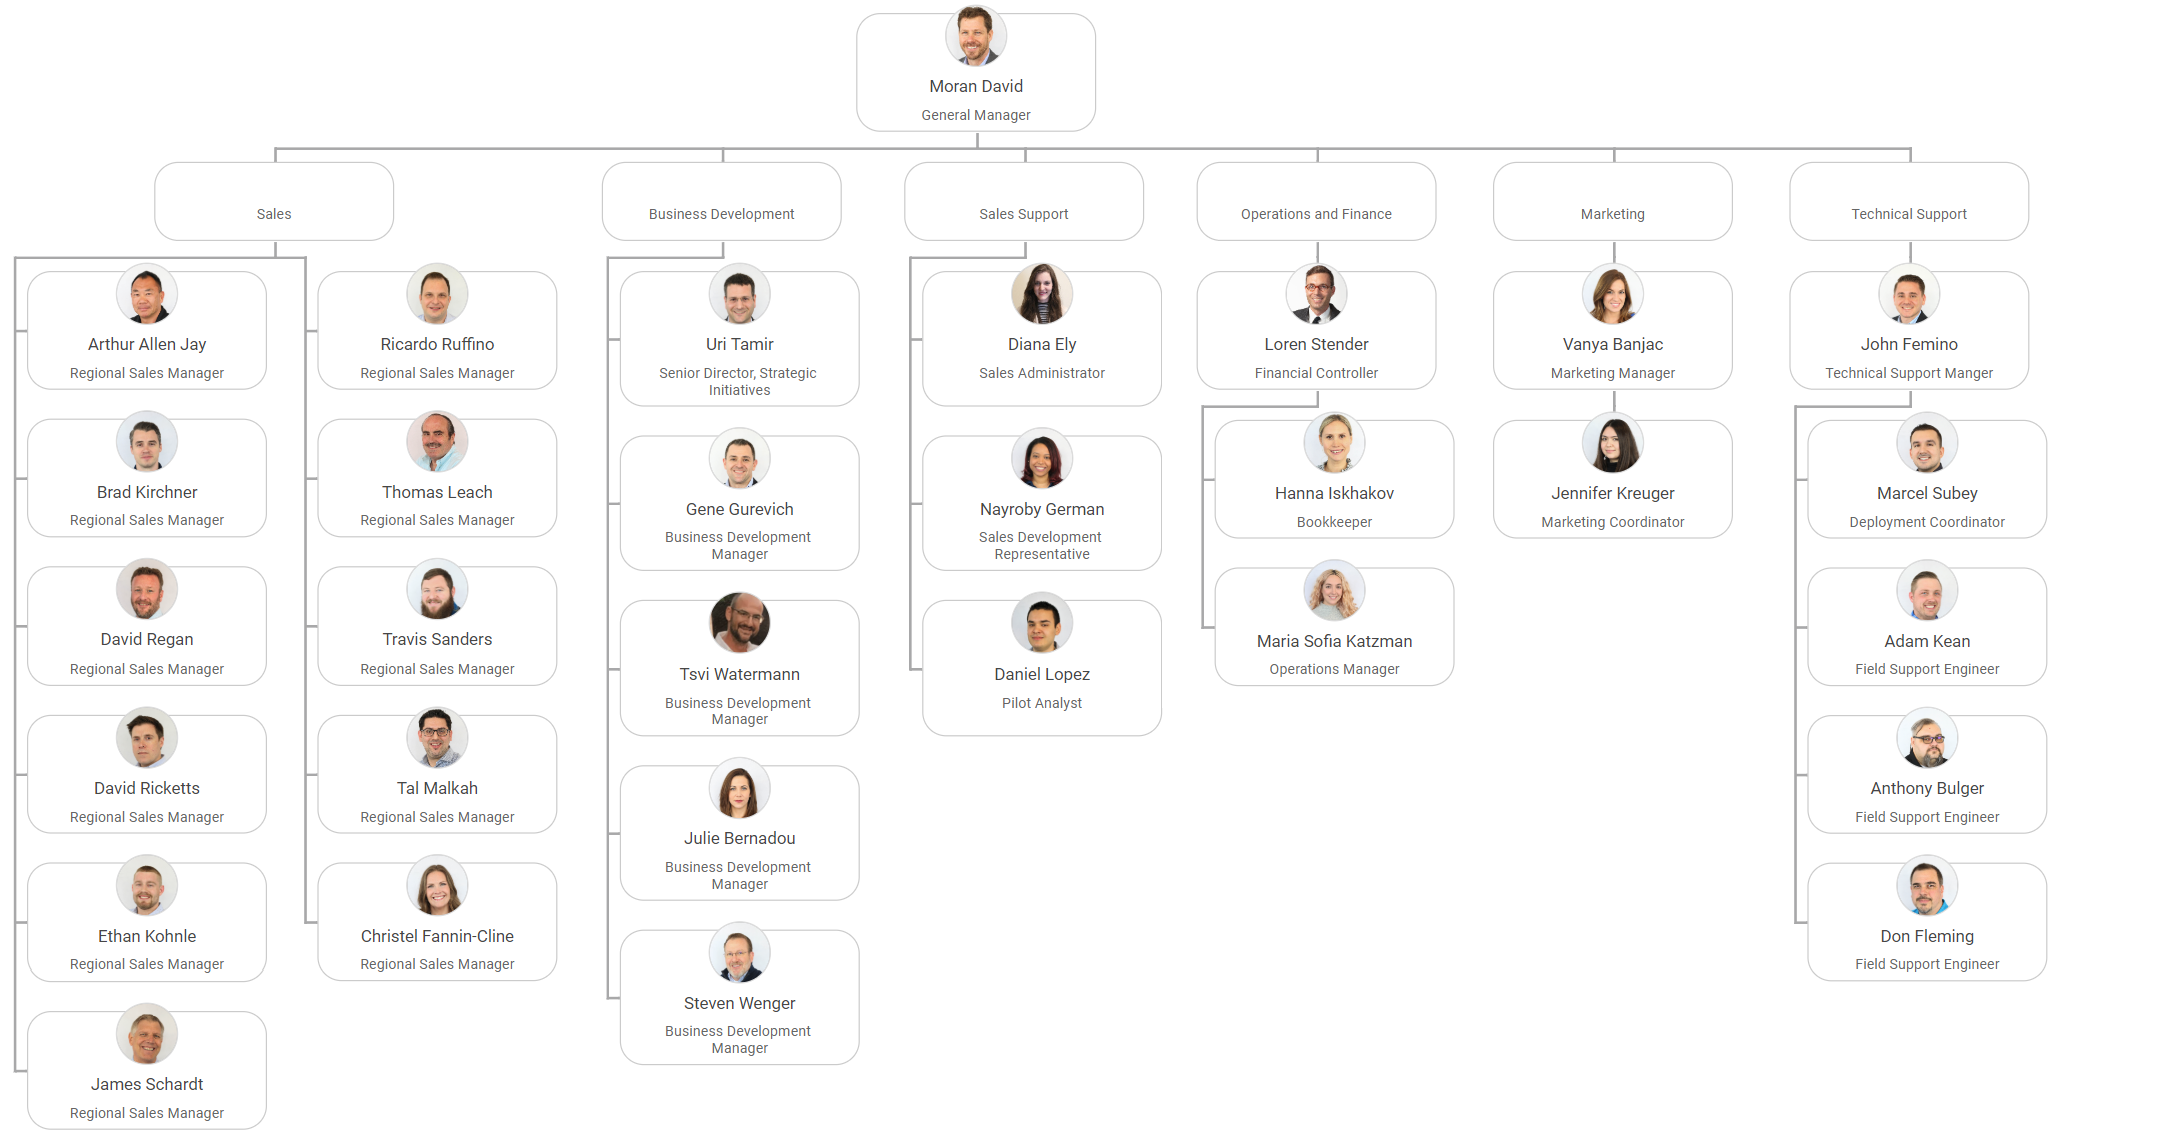 Moran David
General Manager
Sales
Business Development
Sales Support
Operations and Finance
Marketing
Technical Support
Arthur Allen Jay
Regional Sales Manager
Brad Kirchner
Regional Sales Manager
David Regan
Regional Sales Manager
David Ricketts
Regional Sales Manager
Ethan Kohnle
Regional Sales Manager
James Schardt
Regional Sales Manager
Ricardo Ruffino
Regional Sales Manager
Thomas Leach
Regional Sales Manager
Travis Sanders
Regional Sales Manager
Tal Malkah
Regional Sales Manager
Christel Fannin-Cline
Regional Sales Manager
Uri Tamir
Senior Director, Strategic
Initiatives
Gene Gurevich
Business Development
Manager
Tsvi Watermann
Business Development
Manager
Julie Bernadou
Business Development
Manager
Steven Wenger
Business Development
Manager
Diana Ely
Sales Administrator
Nayroby German
Sales Development
Representative
Daniel Lopez
Pilot Analyst
Loren Stender
Financial Controller
Hanna Iskhakov
Bookkeeper
Maria Sofia Katzman
Operations Manager
Vanya Banjac
Marketing Manager
Jennifer Kreuger
Marketing Coordinator
John Femino
Technical Support Manger
Marcel Subey
Deployment Coordinator
Adam Kean
Field Support Engineer
Anthony Bulger
Field Support Engineer
Don Fleming
Field Support Engineer